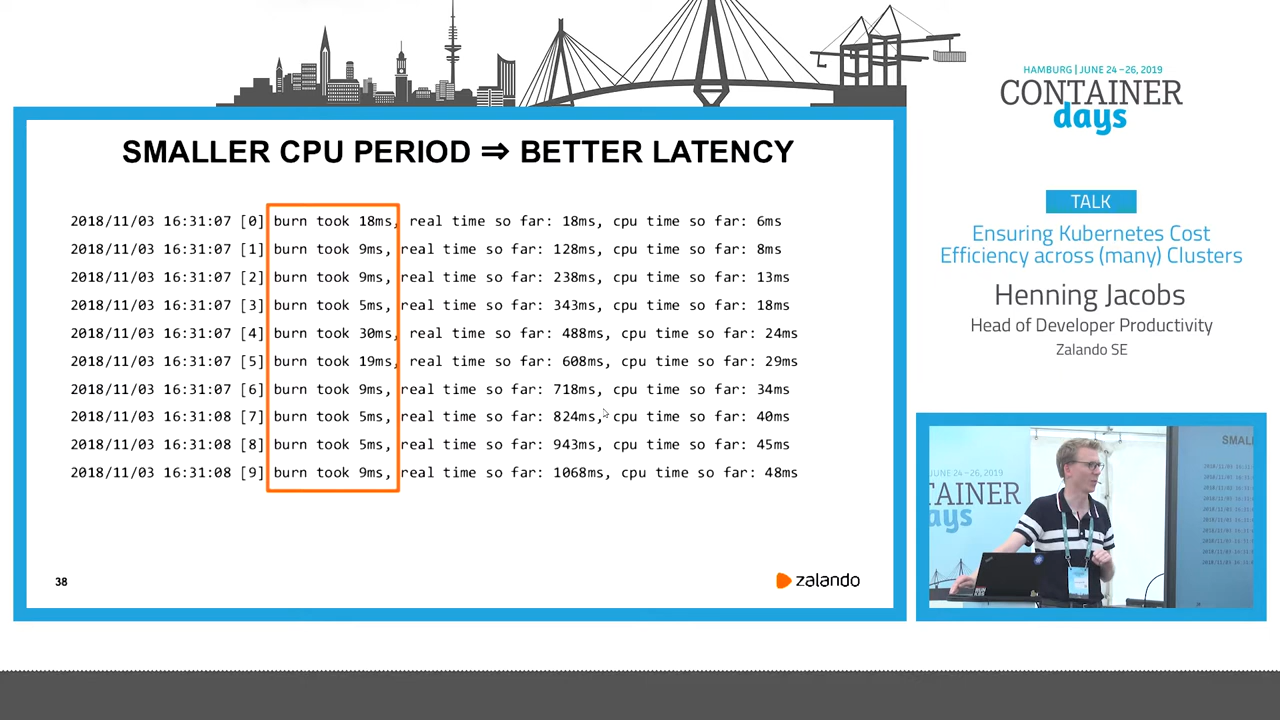 SMALLER CPU PERIOD ⇒ BETTER LATENCY
2018/11/03 16:31:07 [0] burn took 18ms, real time so far: 18ms, cpu time so far: 6ms
2018/11/03 16:31:07 [1] burn took 9ms, real time so far: 128ms, cpu time so far: 8ms
2018/11/03 16:31:07 [2] burn took 9ms, real time so far: 238ms, cpu time so far: 13ms
2018/11/03 16:31:07 [3] burn took 5ms, real time so far: 343ms, cpu time so far: 18ms
2018/11/03 16:31:07 [4] burn took 30ms, real time so far: 488ms, cpu time so far: 24ms
2018/11/03 16:31:07 [5] burn took 19ms, real time so far: 608ms, cpu time so far: 29ms
2018/11/03 16:31:07 [6] burn took 9ms, real time so far: 718ms, cpu time so far: 34ms
2018/11/03 16:31:08 [7] burn took 5ms, real time so far: 824ms, cpu time so far: 40ms
2018/11/03 16:31:08 [8] burn took 5ms, real time so far: 943ms, cpu time so far: 45ms
2018/11/03 16:31:08 [9] burn took 9ms, real time so far: 1068ms, cpu time so far: 48ms
38
zalando
HAMBURG | JUNE 24 –26, 2019
CONTAINER
days
TALK
Ensuring Kubernetes Cost
Efficiency across (many) Clusters
Henning Jacobs
Head of Developer Productivity
Zalando SE
JUNE 24 –26, 2019
TAINER
ays
SMALL